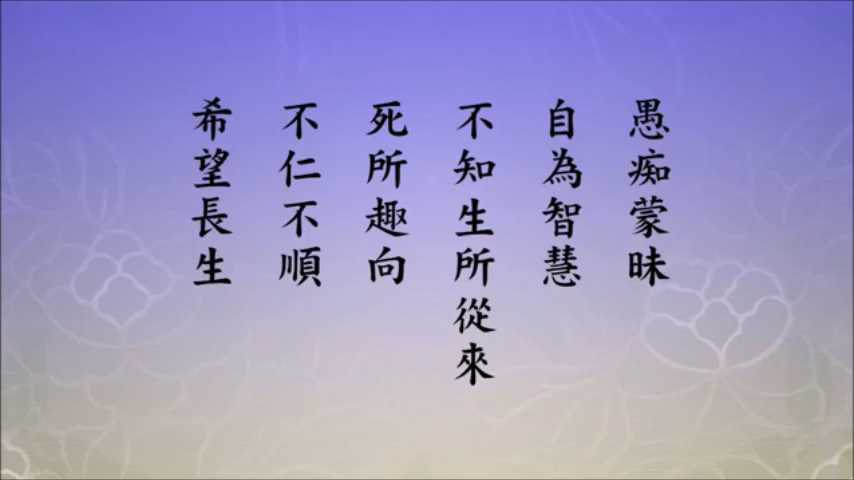 愚痴蒙昧
自為智慧
不知生所從來
死所趣向
不仁不順
希望長生